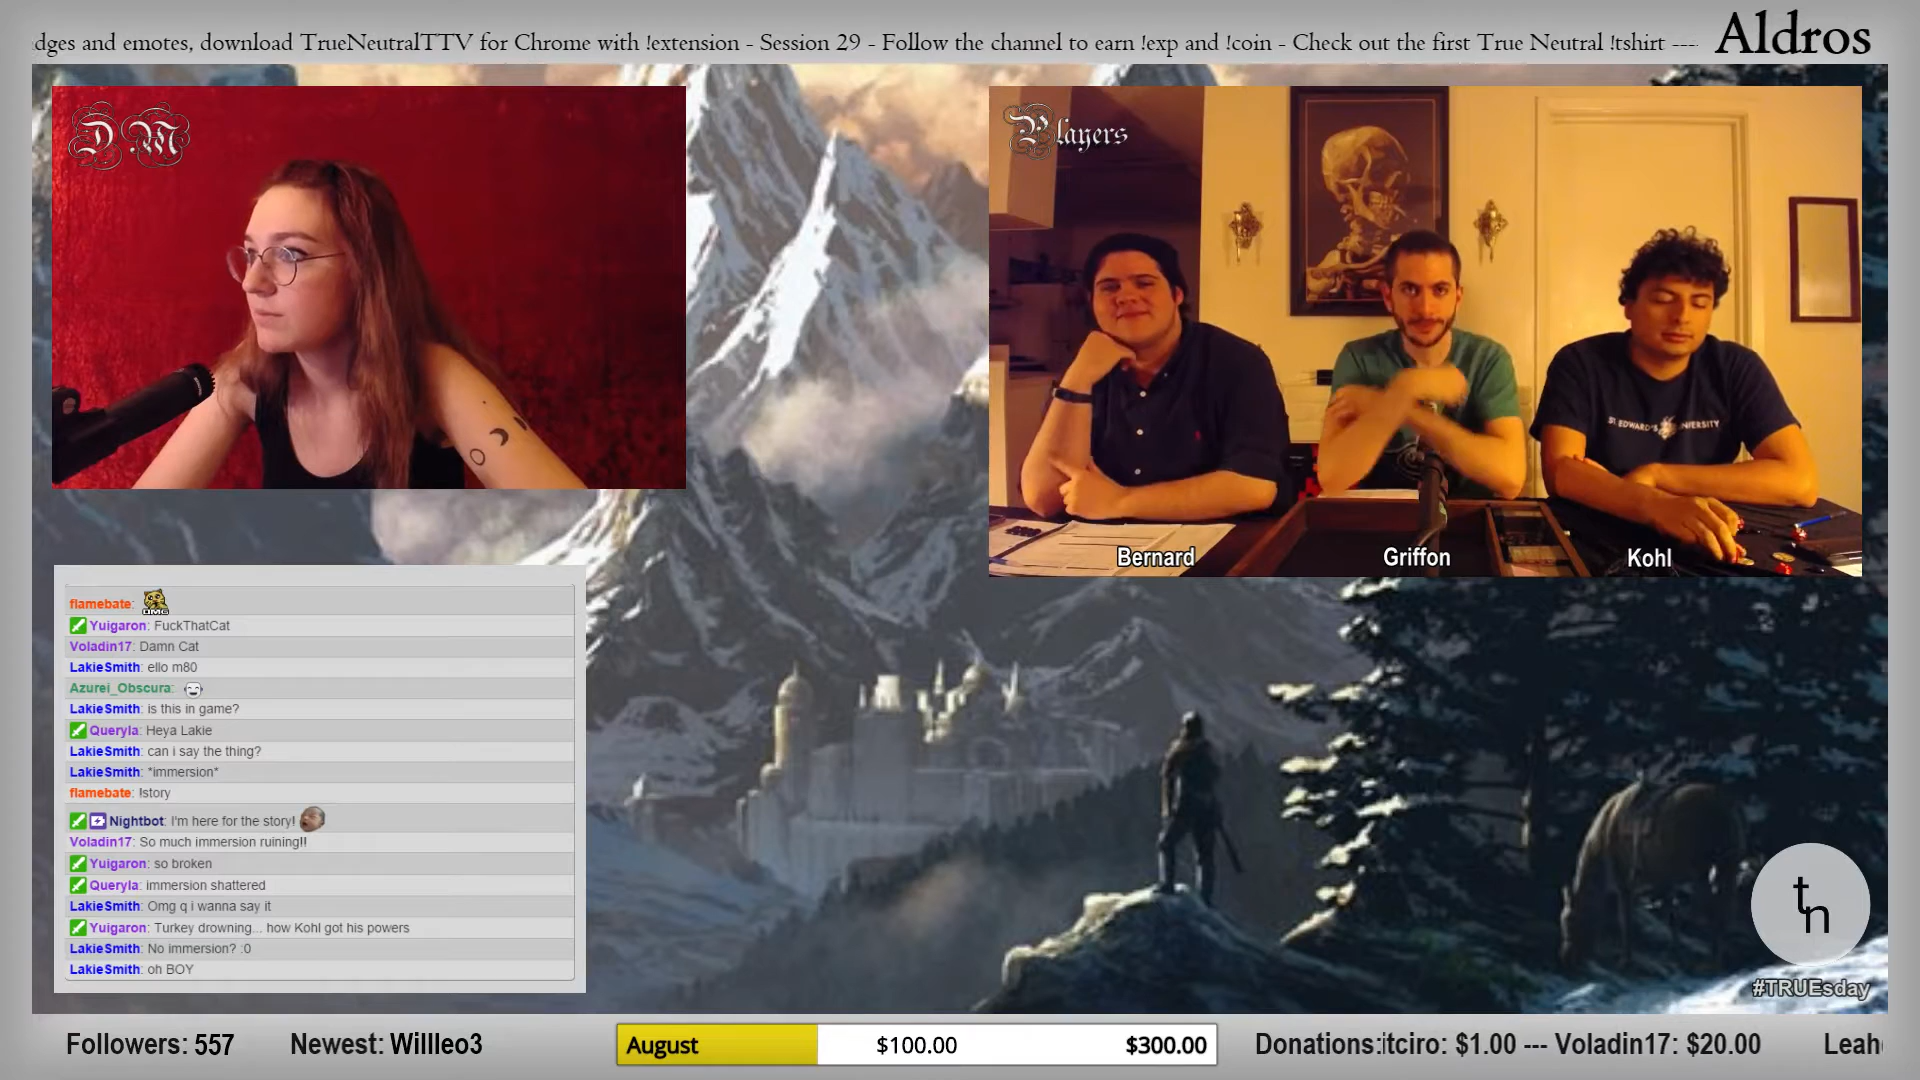 dges and emotes, download TrueNeutralTTV for Chrome with !extension - Session 29 - Follow the channel to earn !exp and !coin - Check out the first True Neutral !tshirt ----
Aldros
DM
Players
ST. EDWARD'S UNIVERSITY
Bernard
Griffon
Kohl
flamebate: OMG
Yuigaron: FuckThatCat
Voladin17: Damn Cat
LakieSmith: ello m80
Azurei_Obscura:
LakieSmith: is this in game?
Queryla: Heya Lakie
LakieSmith: can i say the thing?
LakieSmith: *immersion*
flamebate: !story
Nightbot: I'm here for the story!
Voladin17: So much immersion ruining!!
Yuigaron: so broken
Queryla: immersion shattered
LakieSmith: Omg q i wanna say it
Yuigaron: Turkey drowning... how Kohl got his powers
LakieSmith: No immersion? :0
LakieSmith: oh BOY
tn
#TRUEsday
Followers: 557
Newest: Willleo3
August
$100.00
$300.00
Donations: itciro: $1.00 --- Voladin17: $20.00 Leah